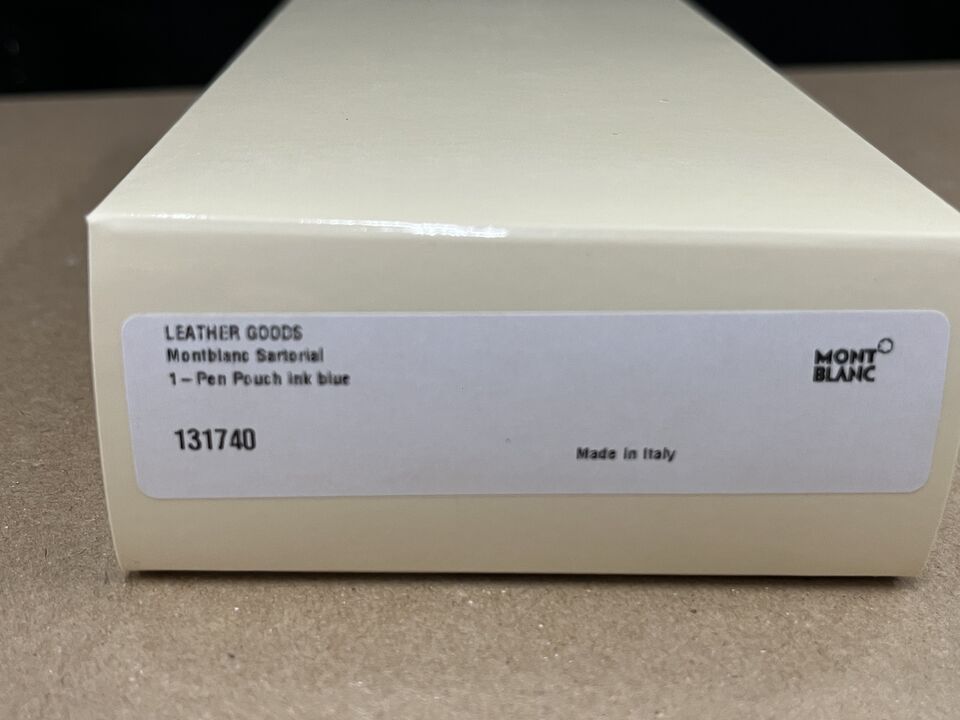 LEATHER GOODS
Montblanc Sartorial
1-Pen Pouch ink blue
131740
Made in Italy
MONT
BLANC